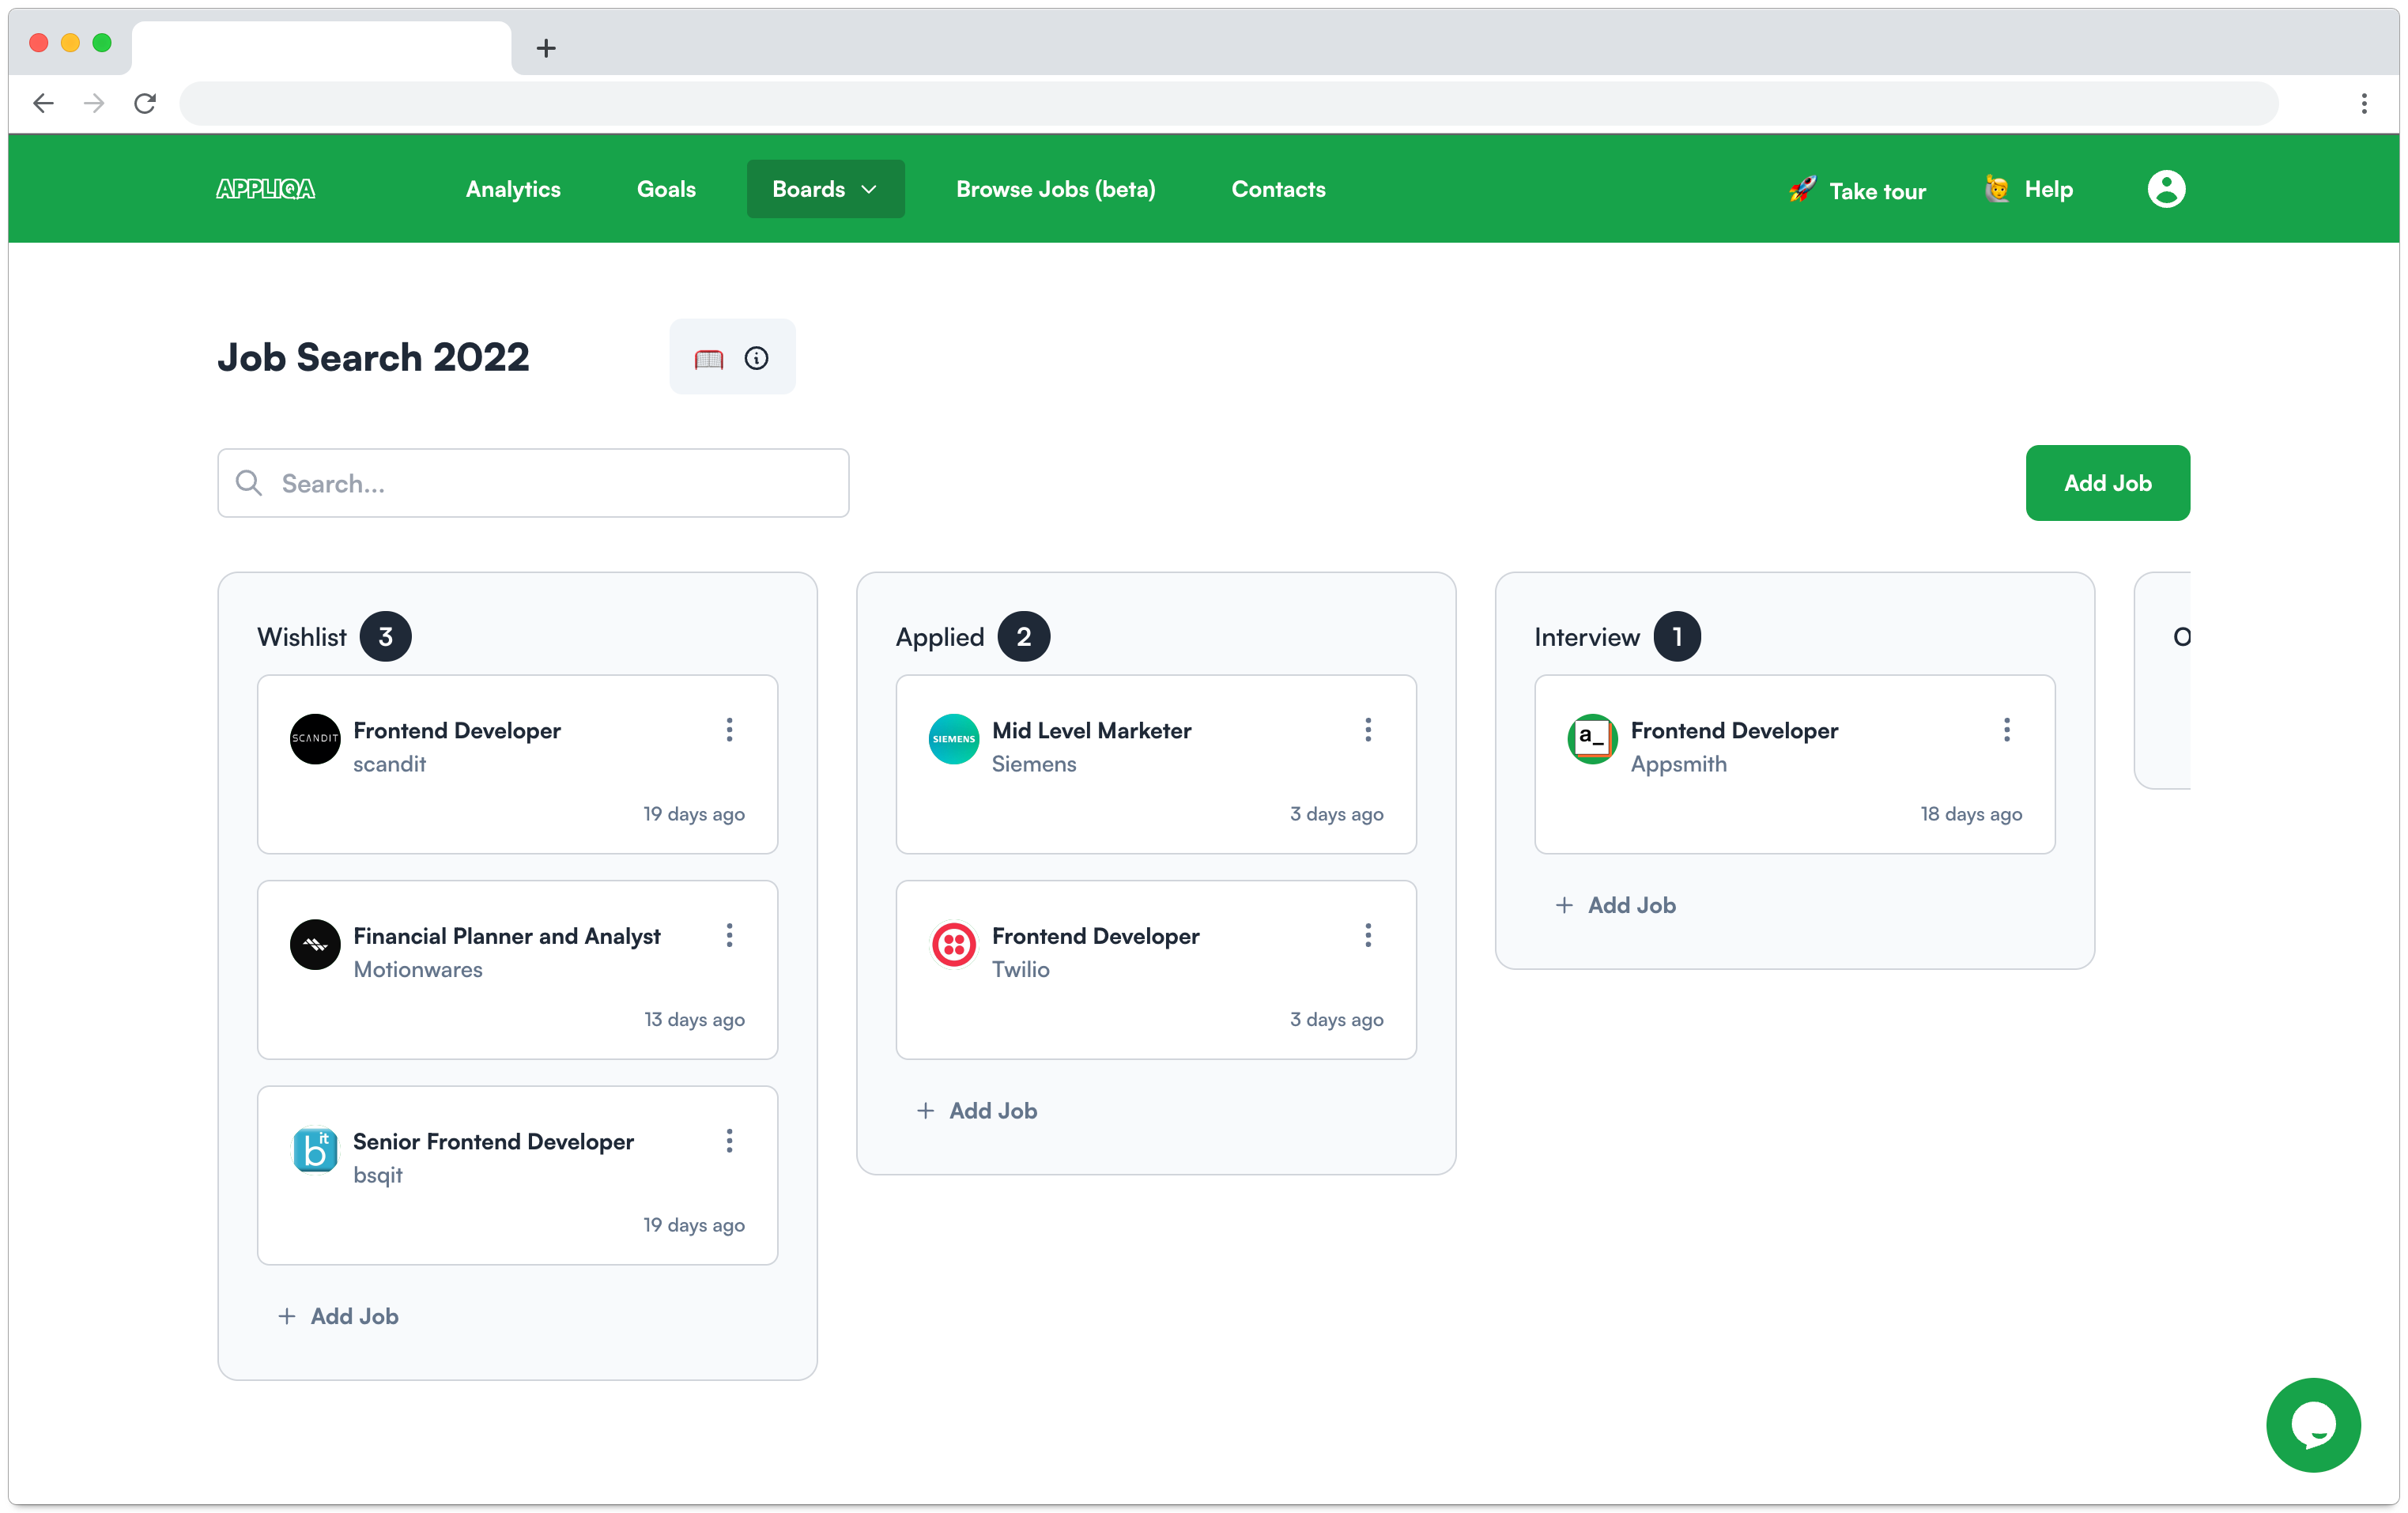 APPLIQA
Analytics
Goals
Boards
Browse Jobs (beta)
Contacts
Take tour
Help
Job Search 2022
Search...
Add Job
Wishlist 3
SCANDIT
Frontend Developer
scandit
19 days ago
Financial Planner and Analyst
Motionwares
13 days ago
bit
Senior Frontend Developer
bsqit
19 days ago
+ Add Job
Applied 2
SIEMENS
Mid Level Marketer
Siemens
3 days ago
Frontend Developer
Twilio
3 days ago
+ Add Job
Interview 1
a_
Frontend Developer
Appsmith
18 days ago
+ Add Job